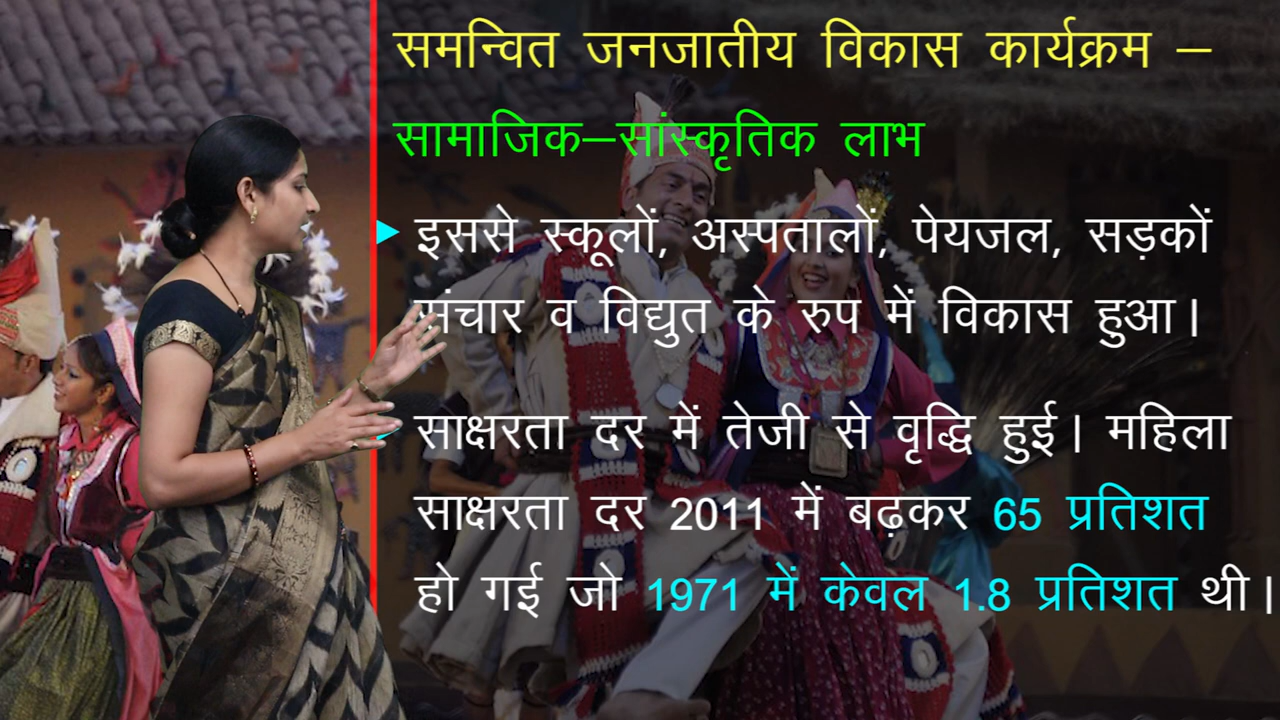 समन्वित जनजातीय विकास कार्यक्रम –
सामाजिक–सांस्कृतिक लाभ
इससे स्कूलों, अस्पतालों, पेयजल, सड़कों
संचार व विद्युत के रुप में विकास हुआ।
साक्षरता दर में तेजी से वृद्धि हुई। महिला
साक्षरता दर 2011 में बढ़कर 65 प्रतिशत
हो गई जो 1971 में केवल 1.8 प्रतिशत थी।